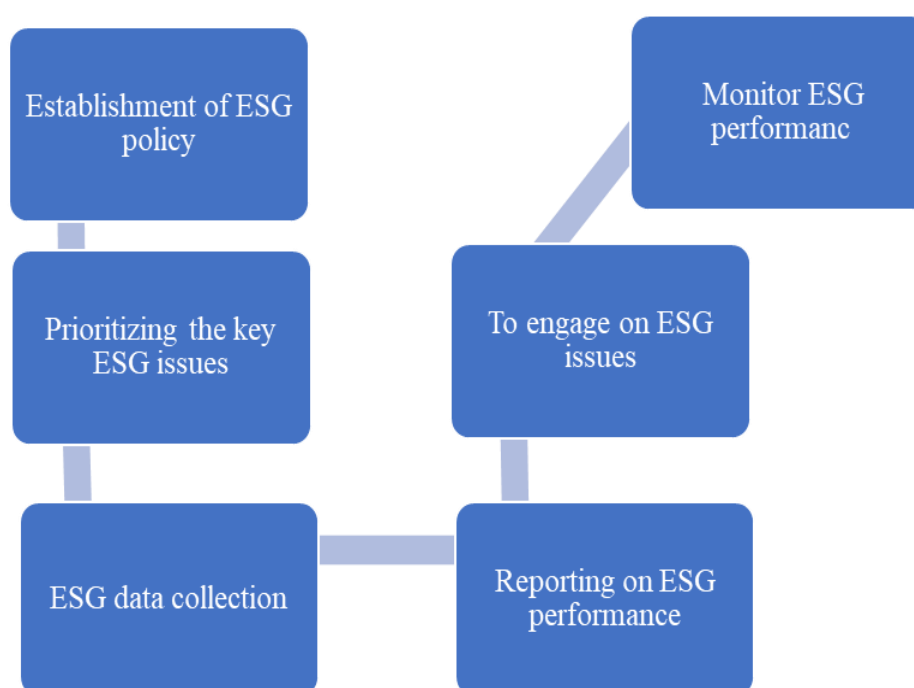 Establishment of ESG
policy
Prioritizing the key
ESG issues
ESG data collection
Reporting on ESG
performance
To engage on ESG
issues
Monitor ESG
performanc